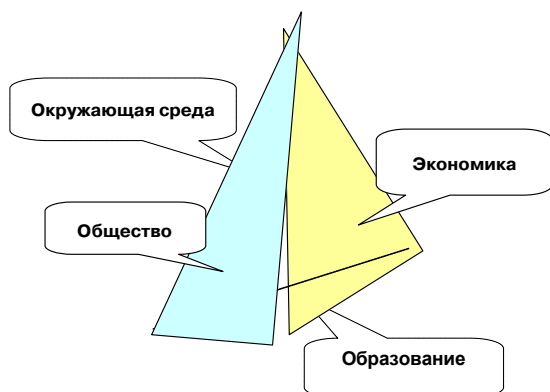 Окружающая среда
Экономика
Общество
Образование